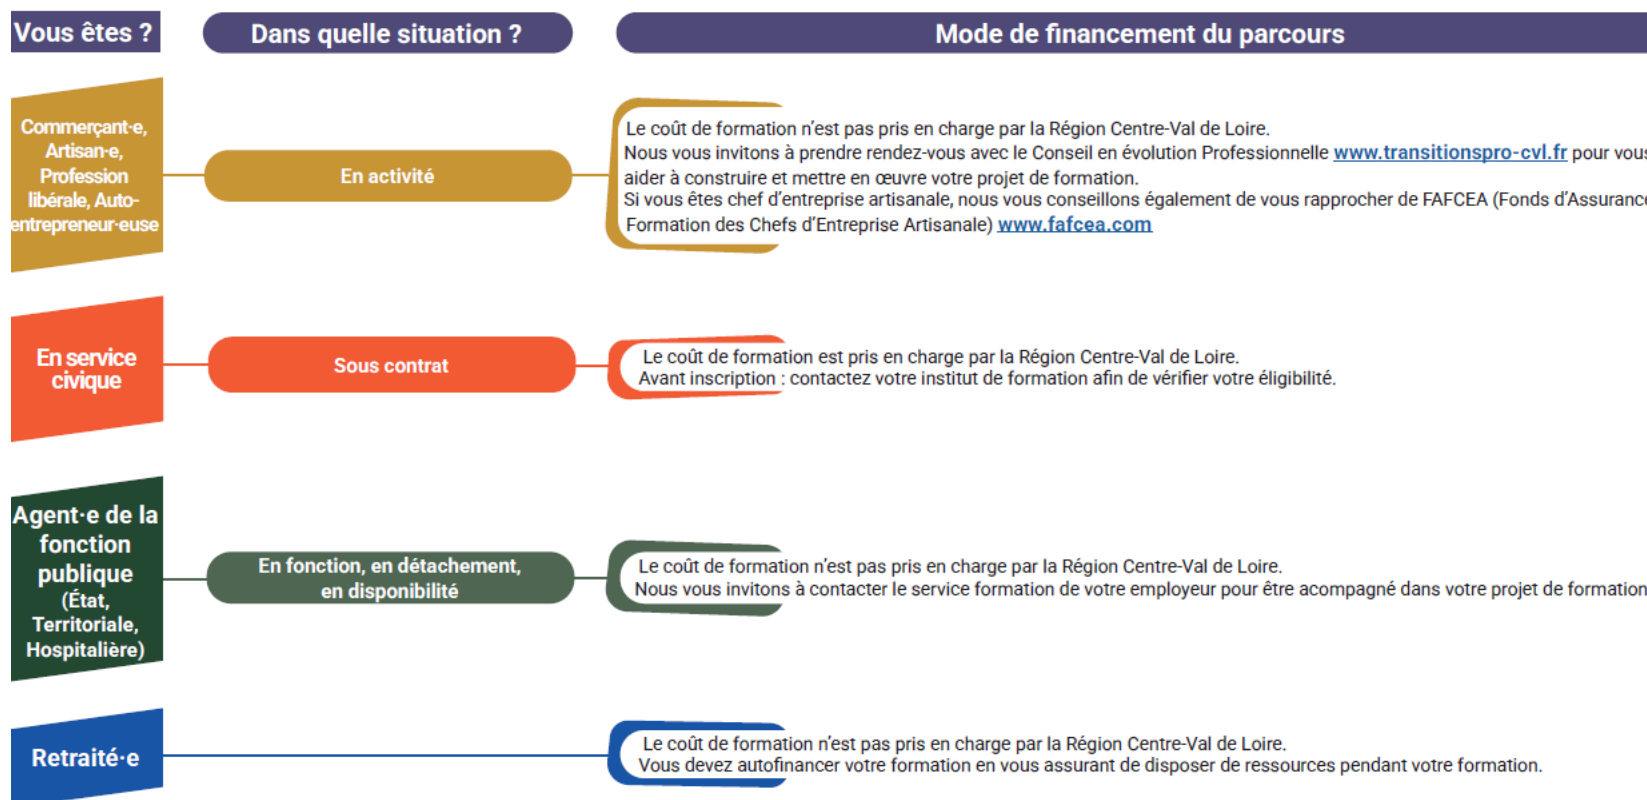 Vous êtes ?
Dans quelle situation ?
Mode de financement du parcours
Commerçant·e,
Artisan·e,
Profession
libérale, Auto-
entrepreneur·euse
En activité
Le coût de formation n’est pas pris en charge par la Région Centre-Val de Loire.
Nous vous invitons à prendre rendez-vous avec le Conseil en évolution Professionnelle www.transitionspro-cvl.fr pour vous
aider à construire et mettre en œuvre votre projet de formation.
Si vous êtes chef d’entreprise artisanale, nous vous conseillons également de vous rapprocher de FAFCEA (Fonds d’Assurance
Formation des Chefs d’Entreprise Artisanale) www.fafcea.com
En service
civique
Sous contrat
Le coût de formation est pris en charge par la Région Centre-Val de Loire.
Avant inscription : contactez votre institut de formation afin de vérifier votre éligibilité.
Agent·e de la
fonction
publique
(État,
Territoriale,
Hospitalière)
En fonction, en détachement,
en disponibilité
Le coût de formation n’est pas pris en charge par la Région Centre-Val de Loire.
Nous vous invitons à contacter le service formation de votre employeur pour être acompagné dans votre projet de formation
Retraité·e
Le coût de formation n’est pas pris en charge par la Région Centre-Val de Loire.
Vous devez autofinancer votre formation en vous assurant de disposer de ressources pendant votre formation.